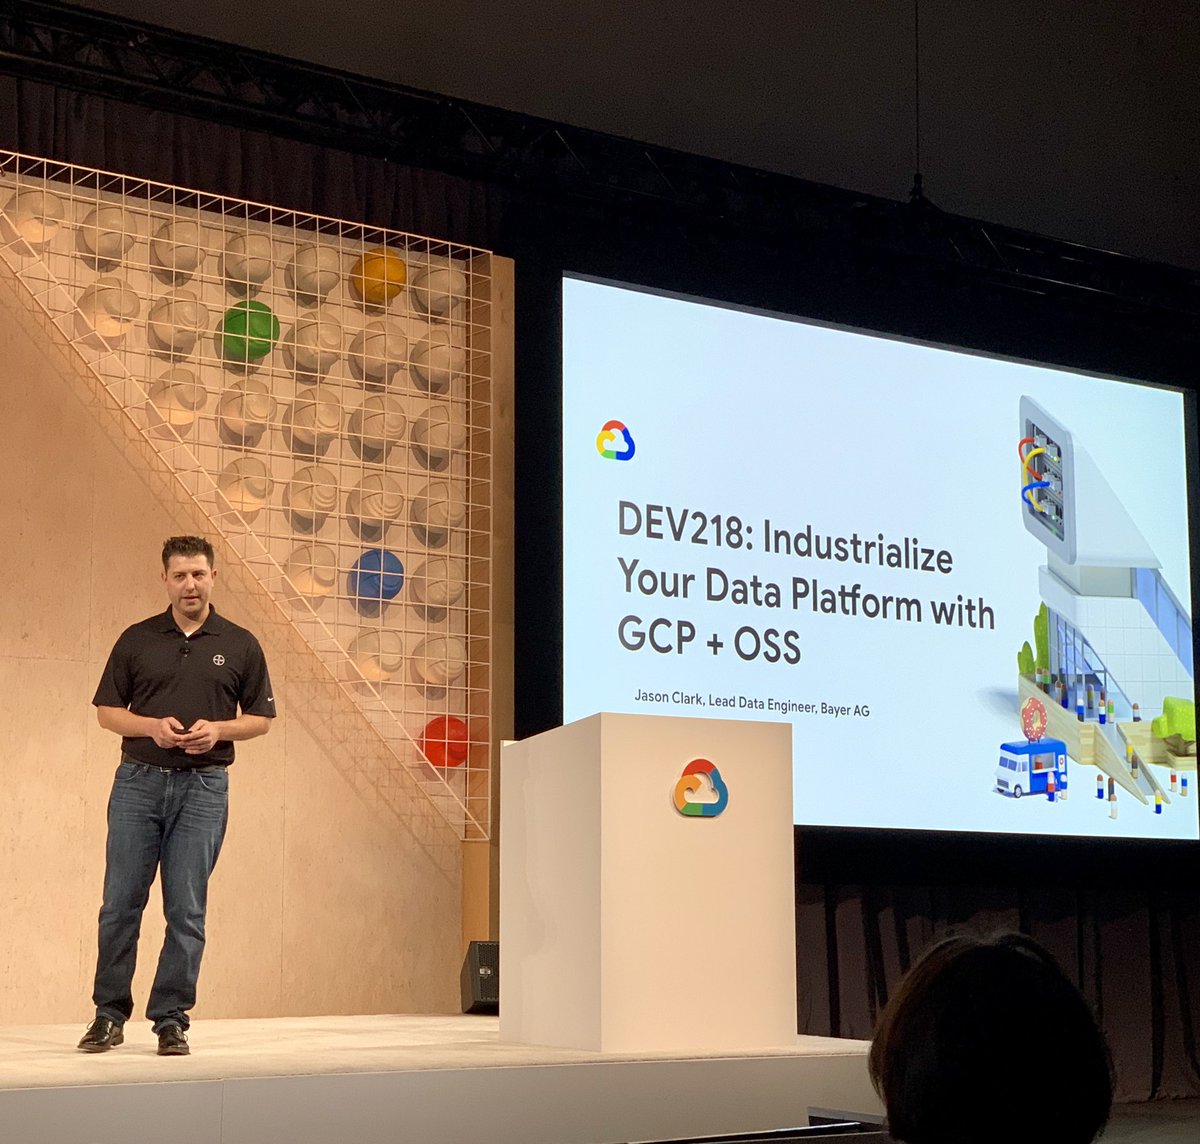 DEV218: Industrialize
Your Data Platform with
GCP + OSS
Jason Clark, Lead Data Engineer, Bayer AG